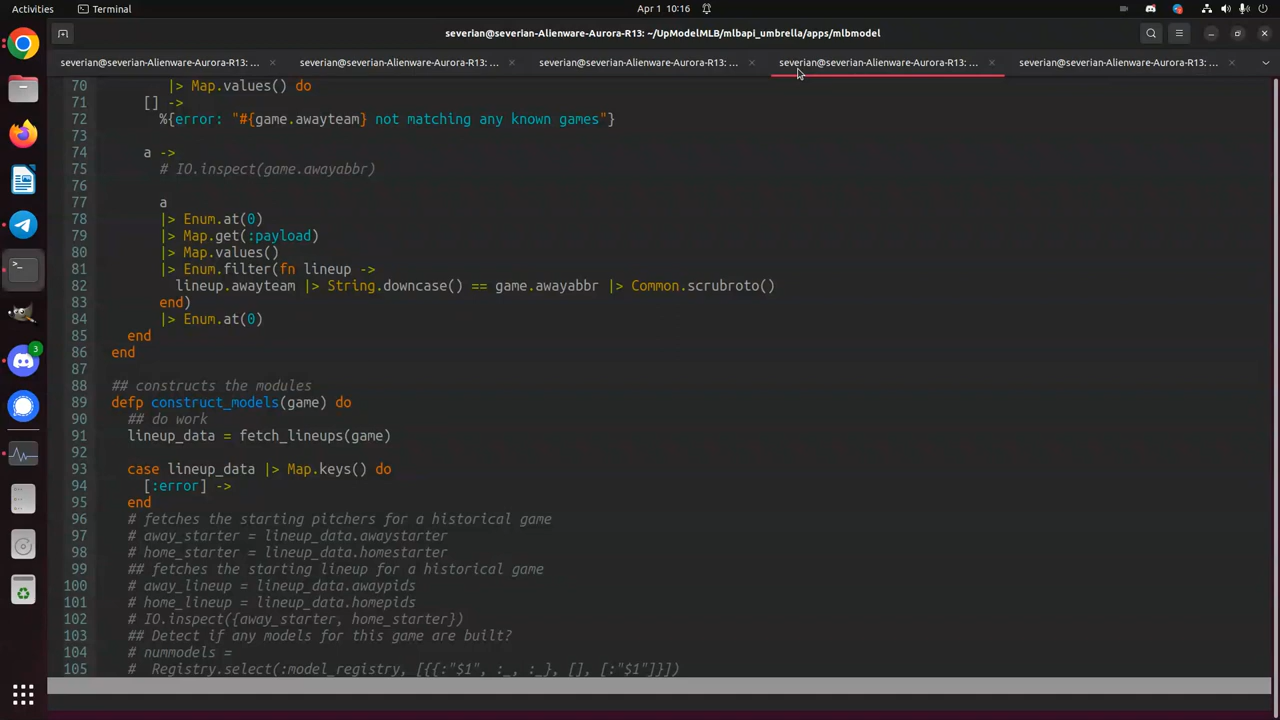 Activities
Terminal
Apr 1 10:16
severian@severian-Alienware-Aurora-R13: ~/UpModelMLB/mlbapi_umbrella/apps/mlbmodel
severian@severian-Alienware-Aurora-R13: ... × severian@severian-Alienware-Aurora-R13: ... × severian@severian-Alienware-Aurora-R13: ... × severian@severian-Alienware-Aurora-R13: ... × severian@severian-Alienware-Aurora-R13: ... ×
70 |> Map.values() do
71 [] ->
72 %{error: "#{game.awayteam} not matching any known games"}
73
74 a ->
75 # IO.inspect(game.awayabbr)
76
77 a
78 |> Enum.at(0)
79 |> Map.get(:payload)
80 |> Map.values()
81 |> Enum.filter(fn lineup ->
82 lineup.awayteam |> String.downcase() == game.awayabbr |> Common.scrubroto()
83 end)
84 |> Enum.at(0)
85 end
86 end
87
88 ## constructs the modules
89 defp construct_models(game) do
90 ## do work
91 lineup_data = fetch_lineups(game)
92
93 case lineup_data |> Map.keys() do
94 [:error] ->
95 end
96 # fetches the starting pitchers for a historical game
97 # away_starter = lineup_data.awaystarter
98 # home_starter = lineup_data.homestarter
99 ## fetches the starting lineup for a historical game
100 # away_lineup = lineup_data.awaypids
101 # home_lineup = lineup_data.homepids
102 # IO.inspect({away_starter, home_starter})
103 ## Detect if any models for this game are built?
104 # nummodels =
105 # Registry.select(:model_registry, [{{:"$1", :_, :_}, [], [:"$1"]}])
3